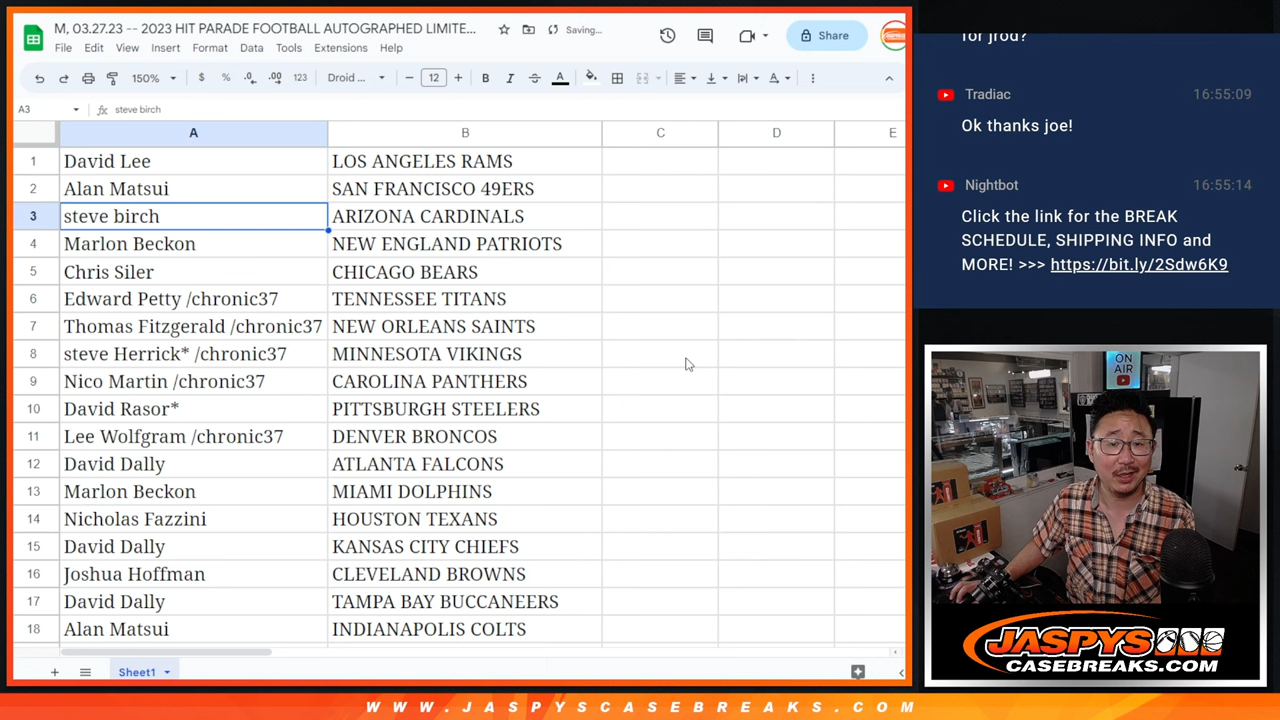 M, 03.27.23 -- 2023 HIT PARADE FOOTBALL AUTOGRAPHED LIMITE...
Saving...
Share
File Edit View Insert Format Data Tools Extensions Help
150% $ % .0 .00 123 Droid ... − 12 + B I S A
A3 fx steve birch
A B C D E
1 David Lee LOS ANGELES RAMS
2 Alan Matsui SAN FRANCISCO 49ERS
3 steve birch ARIZONA CARDINALS
4 Marlon Beckon NEW ENGLAND PATRIOTS
5 Chris Siler CHICAGO BEARS
6 Edward Petty /chronic37 TENNESSEE TITANS
7 Thomas Fitzgerald /chronic37 NEW ORLEANS SAINTS
8 steve Herrick* /chronic37 MINNESOTA VIKINGS
9 Nico Martin /chronic37 CAROLINA PANTHERS
10 David Rasor* PITTSBURGH STEELERS
11 Lee Wolfgram /chronic37 DENVER BRONCOS
12 David Dally ATLANTA FALCONS
13 Marlon Beckon MIAMI DOLPHINS
14 Nicholas Fazzini HOUSTON TEXANS
15 David Dally KANSAS CITY CHIEFS
16 Joshua Hoffman CLEVELAND BROWNS
17 David Dally TAMPA BAY BUCCANEERS
18 Alan Matsui INDIANAPOLIS COLTS
+ Sheet1
for jrod?
Tradiac 16:55:09
Ok thanks joe!
Nightbot 16:55:14
Click the link for the BREAK
SCHEDULE, SHIPPING INFO and
MORE! >>> https://bit.ly/2Sdw6K9
ON
AIR
JASPYS
CASEBREAKS.COM
WWW.JASPYSCASEBREAKS.COM